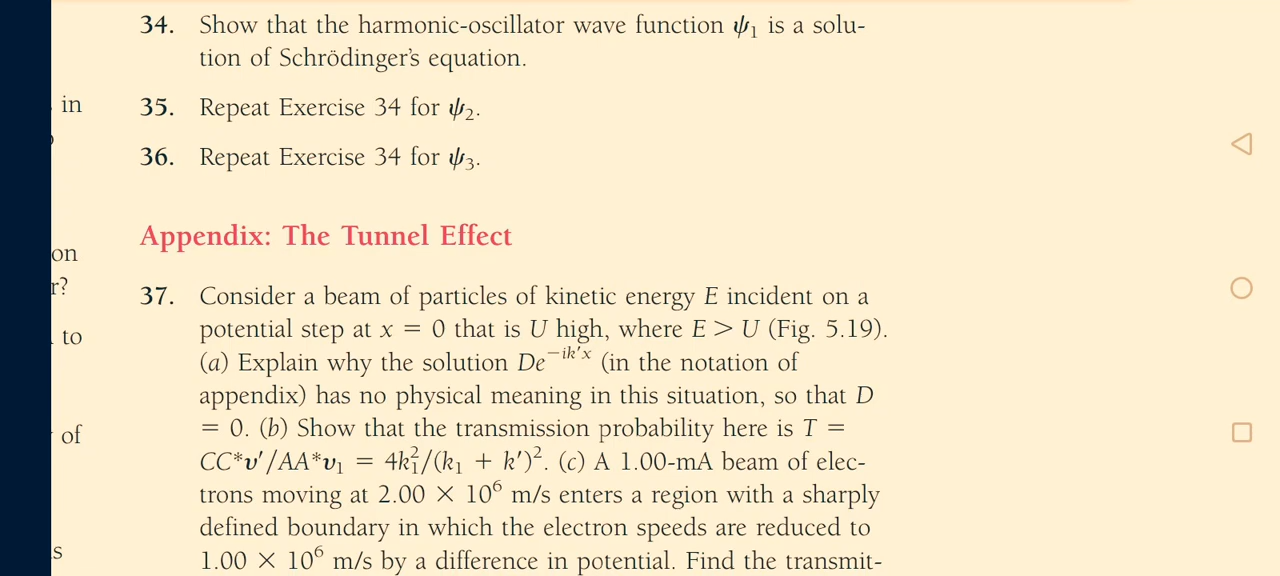 34. Show that the harmonic-oscillator wave function ψ₁ is a solu-
tion of Schrödinger's equation.
in
35. Repeat Exercise 34 for ψ₂.
36. Repeat Exercise 34 for ψ₃.
Appendix: The Tunnel Effect
on
r?
37. Consider a beam of particles of kinetic energy E incident on a
potential step at x = 0 that is U high, where E > U (Fig. 5.19).
to
(a) Explain why the solution De^{−ik′x} (in the notation of
appendix) has no physical meaning in this situation, so that D
= 0. (b) Show that the transmission probability here is T =
of
CC*v′/AA*v₁ = 4k₁²/(k₁ + k′)². (c) A 1.00-mA beam of elec-
trons moving at 2.00 × 10⁶ m/s enters a region with a sharply
defined boundary in which the electron speeds are reduced to
s
1.00 × 10⁶ m/s by a difference in potential. Find the transmit-